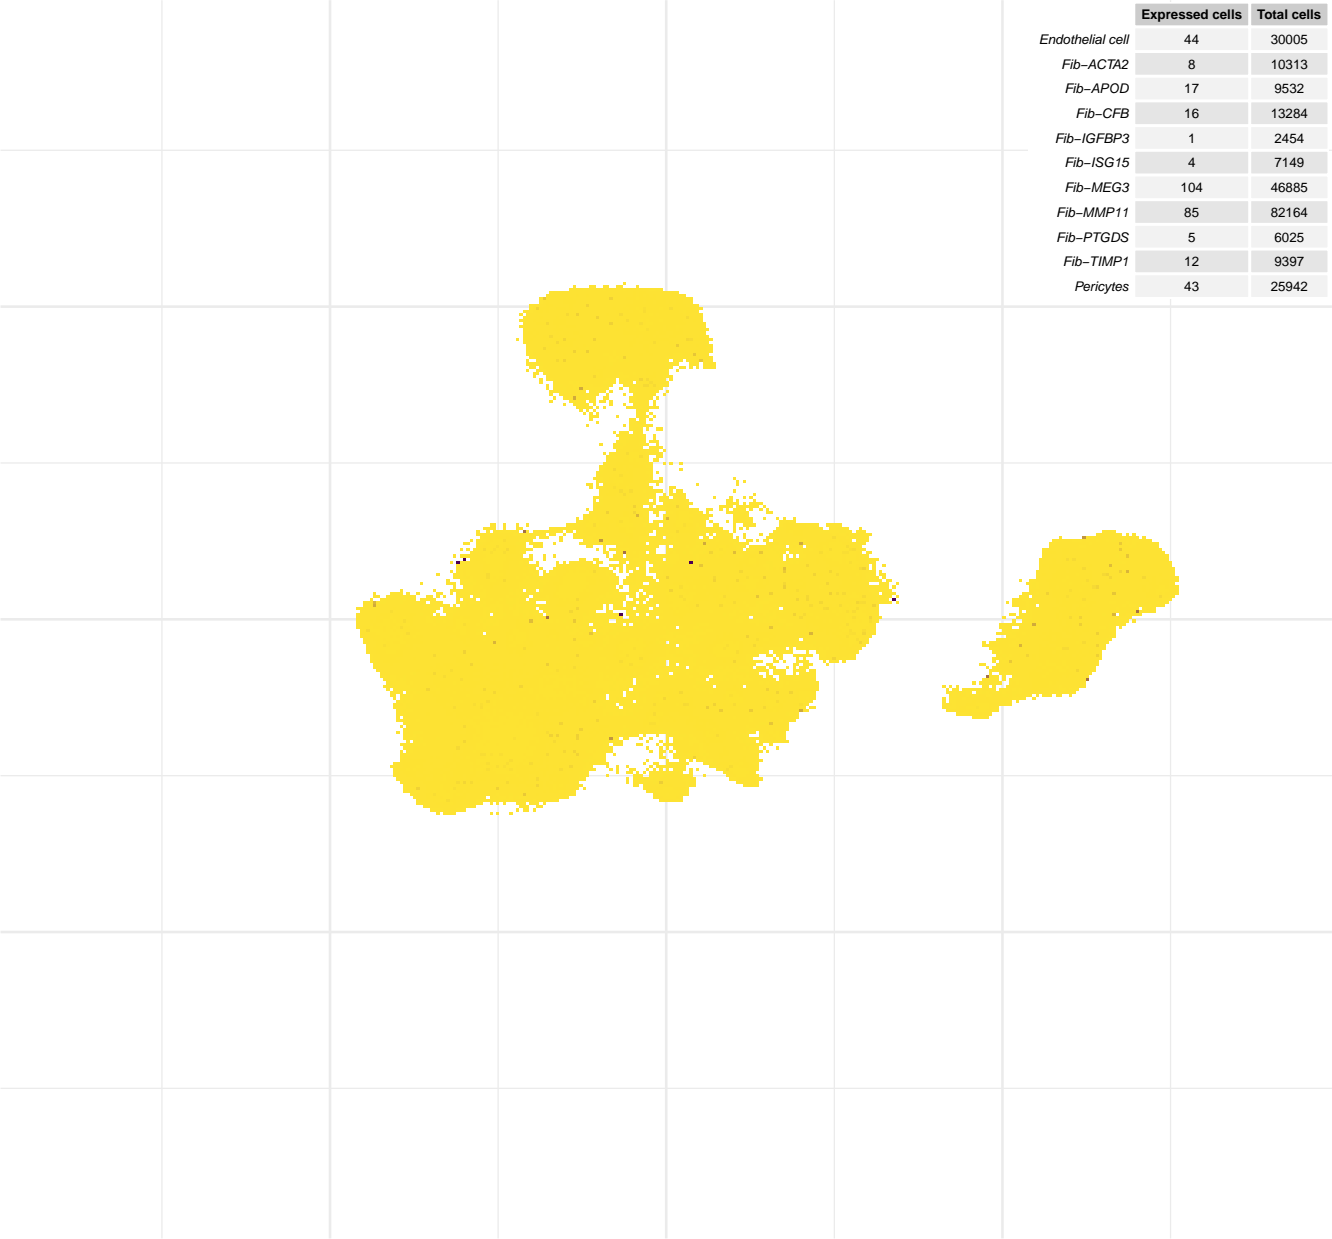 Expressed cells Total cells
Endothelial cell 44 30005
Fib−ACTA2 8 10313
Fib−APOD 17 9532
Fib−CFB 16 13284
Fib−IGFBP3 1 2454
Fib−ISG15 4 7149
Fib−MEG3 104 46885
Fib−MMP11 85 82164
Fib−PTGDS 5 6025
Fib−TIMP1 12 9397
Pericytes 43 25942